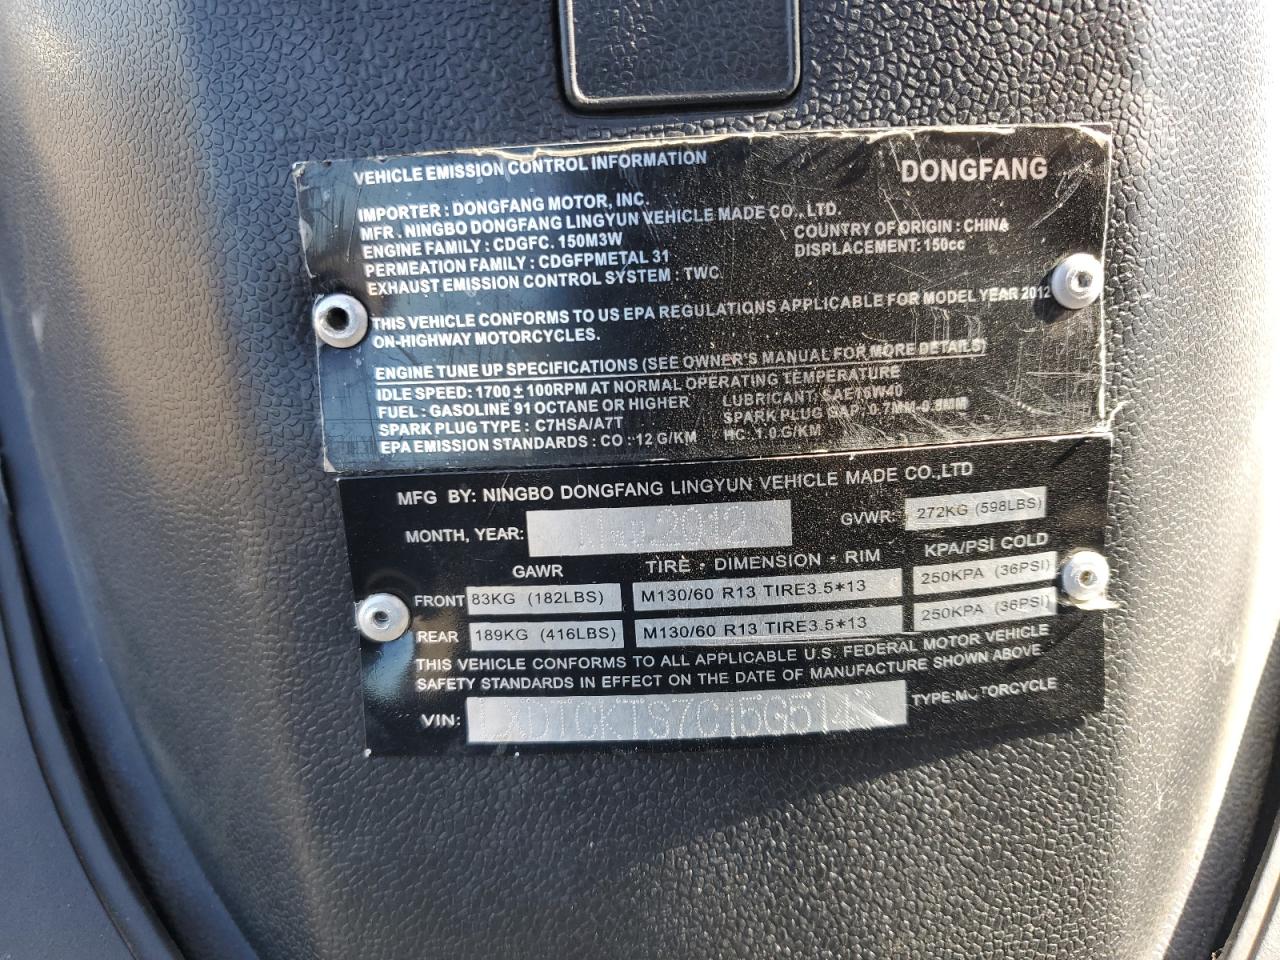 VEHICLE EMISSION CONTROL INFORMATION DONGFANG
IMPORTER : DONGFANG MOTOR, INC.
MFR . NINGBO DONGFANG LINGYUN VEHICLE MADE CO., LTD.
ENGINE FAMILY : CDGFC. 150M3W COUNTRY OF ORIGIN : CHINA
PERMEATION FAMILY : CDGFPMETAL 31 DISPLACEMENT: 150cc
EXHAUST EMISSION CONTROL SYSTEM : TWC
THIS VEHICLE CONFORMS TO US EPA REGULATIONS APPLICABLE FOR MODEL YEAR 2012
ON-HIGHWAY MOTORCYCLES.
ENGINE TUNE UP SPECIFICATIONS (SEE OWNER'S MANUAL FOR MORE DETAILS)
IDLE SPEED: 1700 ± 100RPM AT NORMAL OPERATING TEMPERATURE
FUEL : GASOLINE 91 OCTANE OR HIGHER LUBRICANT: SAE10W40
SPARK PLUG TYPE : C7HSA/A7T SPARK PLUG GAP: 0.7MM-0.8MM
EPA EMISSION STANDARDS : CO : 12 G/KM HC : 1.0 G/KM
MFG BY: NINGBO DONGFANG LINGYUN VEHICLE MADE CO.,LTD
MONTH, YEAR: 2012 GVWR: 272KG (598LBS)
GAWR TIRE - DIMENSION - RIM KPA/PSI COLD
FRONT 83KG (182LBS) M130/60 R13 TIRE3.5*13 250KPA (36PSI)
REAR 189KG (416LBS) M130/60 R13 TIRE3.5*13 250KPA (36PSI)
THIS VEHICLE CONFORMS TO ALL APPLICABLE U.S. FEDERAL MOTOR VEHICLE
SAFETY STANDARDS IN EFFECT ON THE DATE OF MANUFACTURE SHOWN ABOVE
VIN: TYPE:MOTORCYCLE